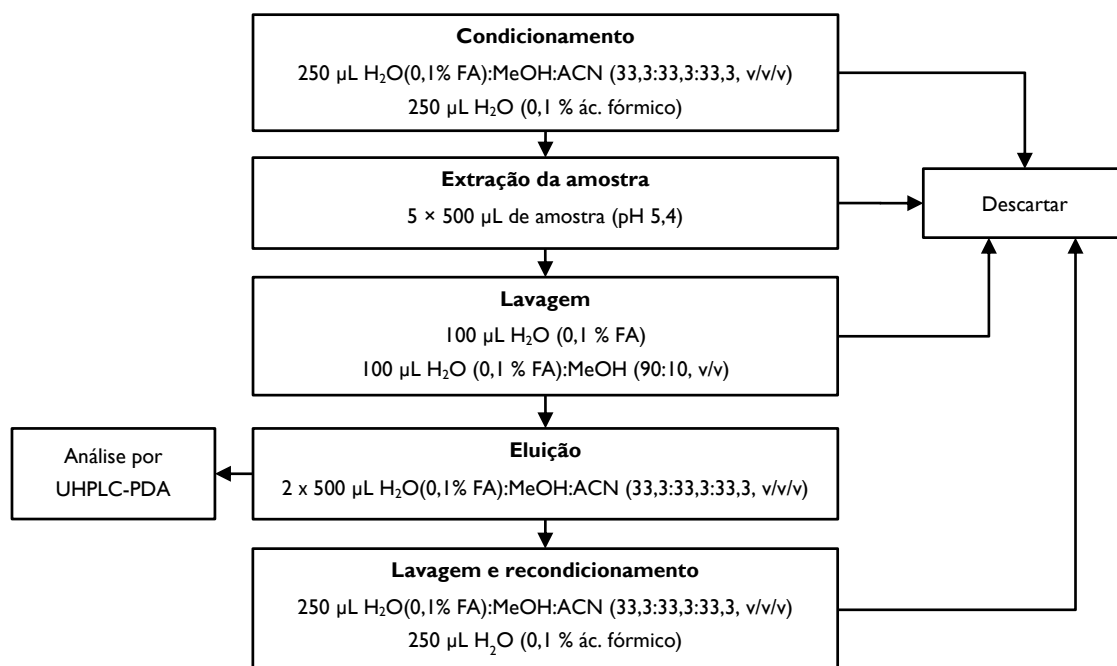 Condicionamento
250 µL H₂O(0,1% FA):MeOH:ACN (33,3:33,3:33,3, v/v/v)
250 µL H₂O (0,1 % ác. fórmico)
Extração da amostra
5 × 500 µL de amostra (pH 5,4)
Descartar
Lavagem
100 µL H₂O (0,1 % FA)
100 µL H₂O (0,1 % FA):MeOH (90:10, v/v)
Análise por
UHPLC-PDA
Eluição
2 x 500 µL H₂O(0,1% FA):MeOH:ACN (33,3:33,3:33,3, v/v/v)
Lavagem e recondicionamento
250 µL H₂O(0,1% FA):MeOH:ACN (33,3:33,3:33,3, v/v/v)
250 µL H₂O (0,1 % ác. fórmico)